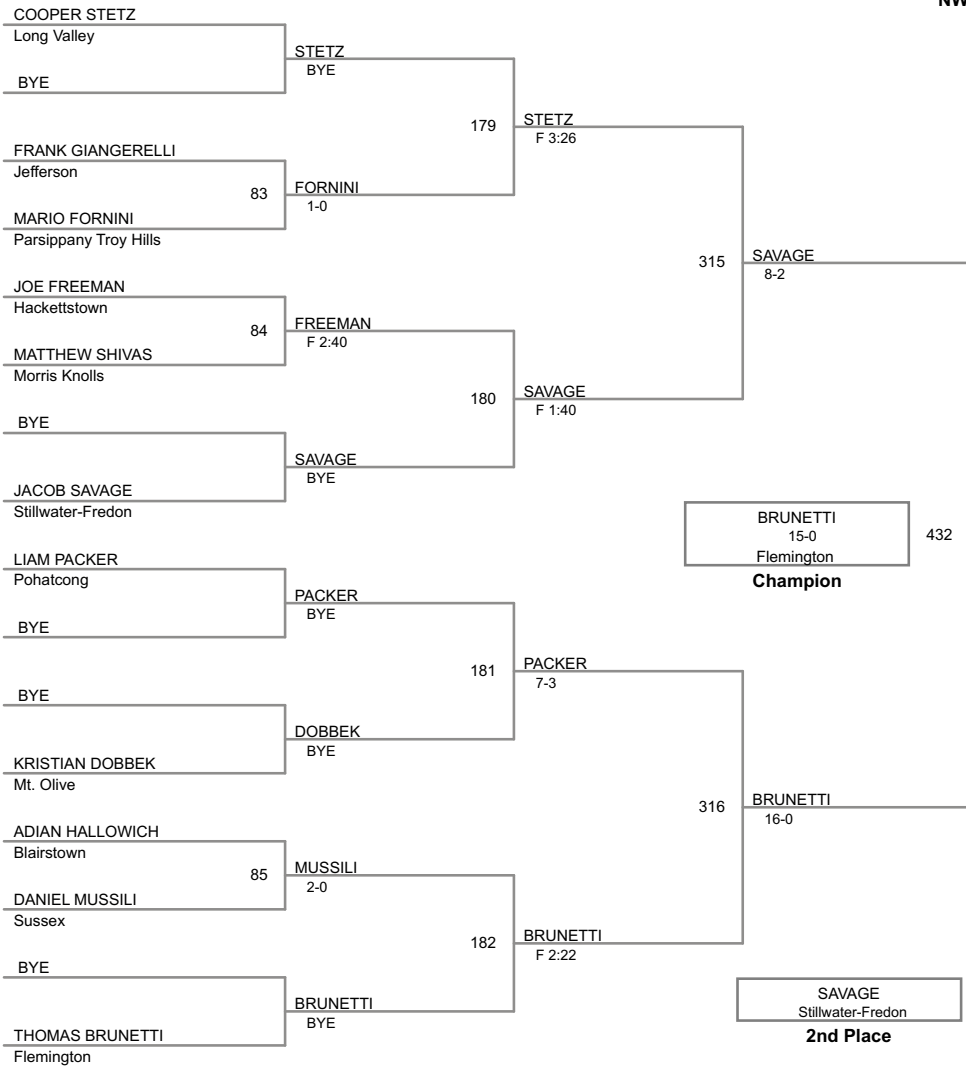 NW
COOPER STETZ
Long Valley
STETZ
BYE
BYE
179
STETZ
F 3:26
FRANK GIANGERELLI
Jefferson
83
FORNINI
1-0
MARIO FORNINI
Parsippany Troy Hills
315
SAVAGE
8-2
JOE FREEMAN
Hackettstown
84
FREEMAN
F 2:40
MATTHEW SHIVAS
Morris Knolls
180
SAVAGE
F 1:40
BYE
SAVAGE
BYE
JACOB SAVAGE
Stillwater-Fredon
BRUNETTI
15-0
Flemington
432
Champion
LIAM PACKER
Pohatcong
PACKER
BYE
BYE
181
PACKER
7-3
BYE
DOBBEK
BYE
KRISTIAN DOBBEK
Mt. Olive
316
BRUNETTI
16-0
ADIAN HALLOWICH
Blairstown
85
MUSSILI
2-0
DANIEL MUSSILI
Sussex
182
BRUNETTI
F 2:22
BYE
BRUNETTI
BYE
THOMAS BRUNETTI
Flemington
SAVAGE
Stillwater-Fredon
2nd Place